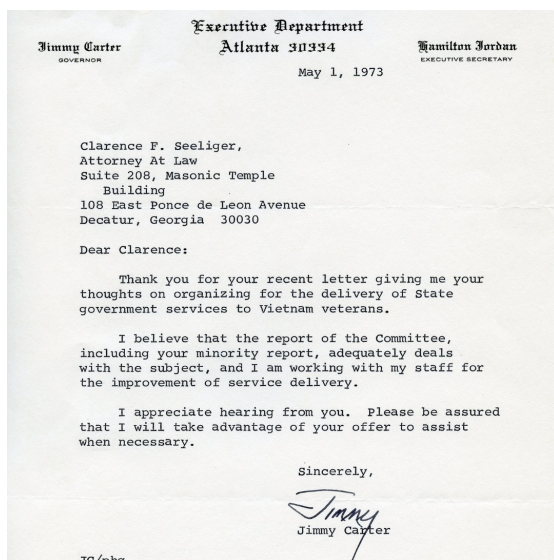 Executive Department
Jimmy Carter
Atlanta 30334
Hamilton Jordan
GOVERNOR
EXECUTIVE SECRETARY
May 1, 1973
Clarence F. Seeliger,
Attorney At Law
Suite 208, Masonic Temple
Building
108 East Ponce de Leon Avenue
Decatur, Georgia 30030
Dear Clarence:
Thank you for your recent letter giving me your
thoughts on organizing for the delivery of State
government services to Vietnam veterans.
I believe that the report of the Committee,
including your minority report, adequately deals
with the subject, and I am working with my staff for
the improvement of service delivery.
I appreciate hearing from you. Please be assured
that I will take advantage of your offer to assist
when necessary.
Sincerely,
Jimmy
Jimmy Carter